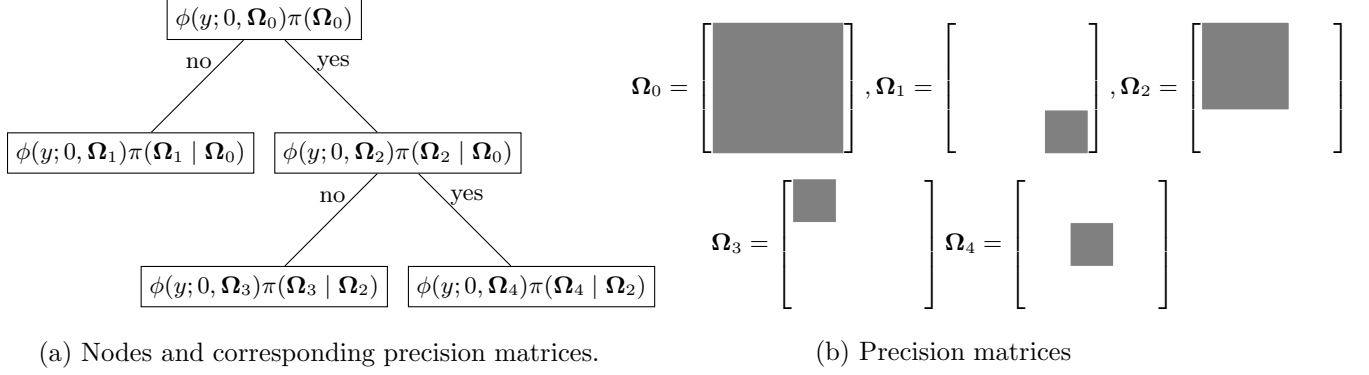 ϕ(y; 0, Ω₀)π(Ω₀)
no
yes
ϕ(y; 0, Ω₁)π(Ω₁ | Ω₀)
ϕ(y; 0, Ω₂)π(Ω₂ | Ω₀)
no
yes
ϕ(y; 0, Ω₃)π(Ω₃ | Ω₂)
ϕ(y; 0, Ω₄)π(Ω₄ | Ω₂)
(a) Nodes and corresponding precision matrices.
Ω₀ = [ ] , Ω₁ = [ ] , Ω₂ = [ ]
Ω₃ = [ ] Ω₄ = [ ]
(b) Precision matrices